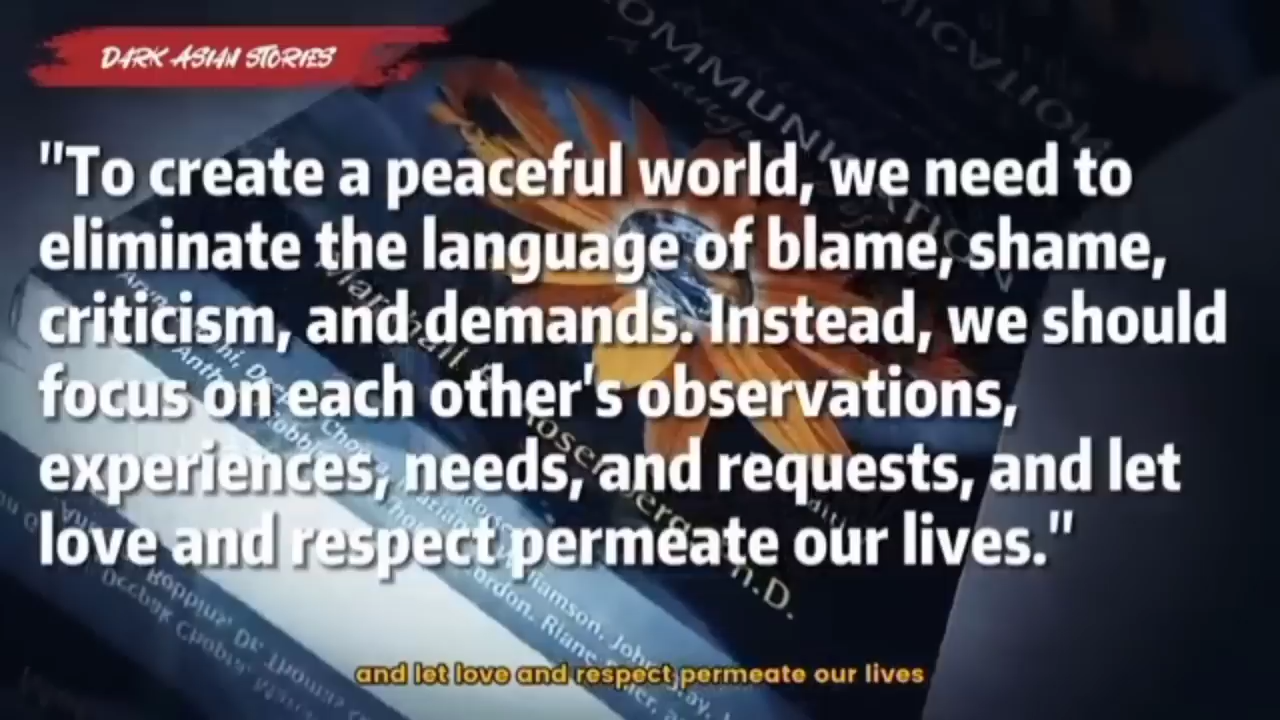 DARK ASIAN STORIES
"To create a peaceful world, we need to
eliminate the language of blame, shame,
criticism, and demands. Instead, we should
focus on each other's observations,
experiences, needs, and requests, and let
love and respect permeate our lives."
and let love and respect permeate our lives